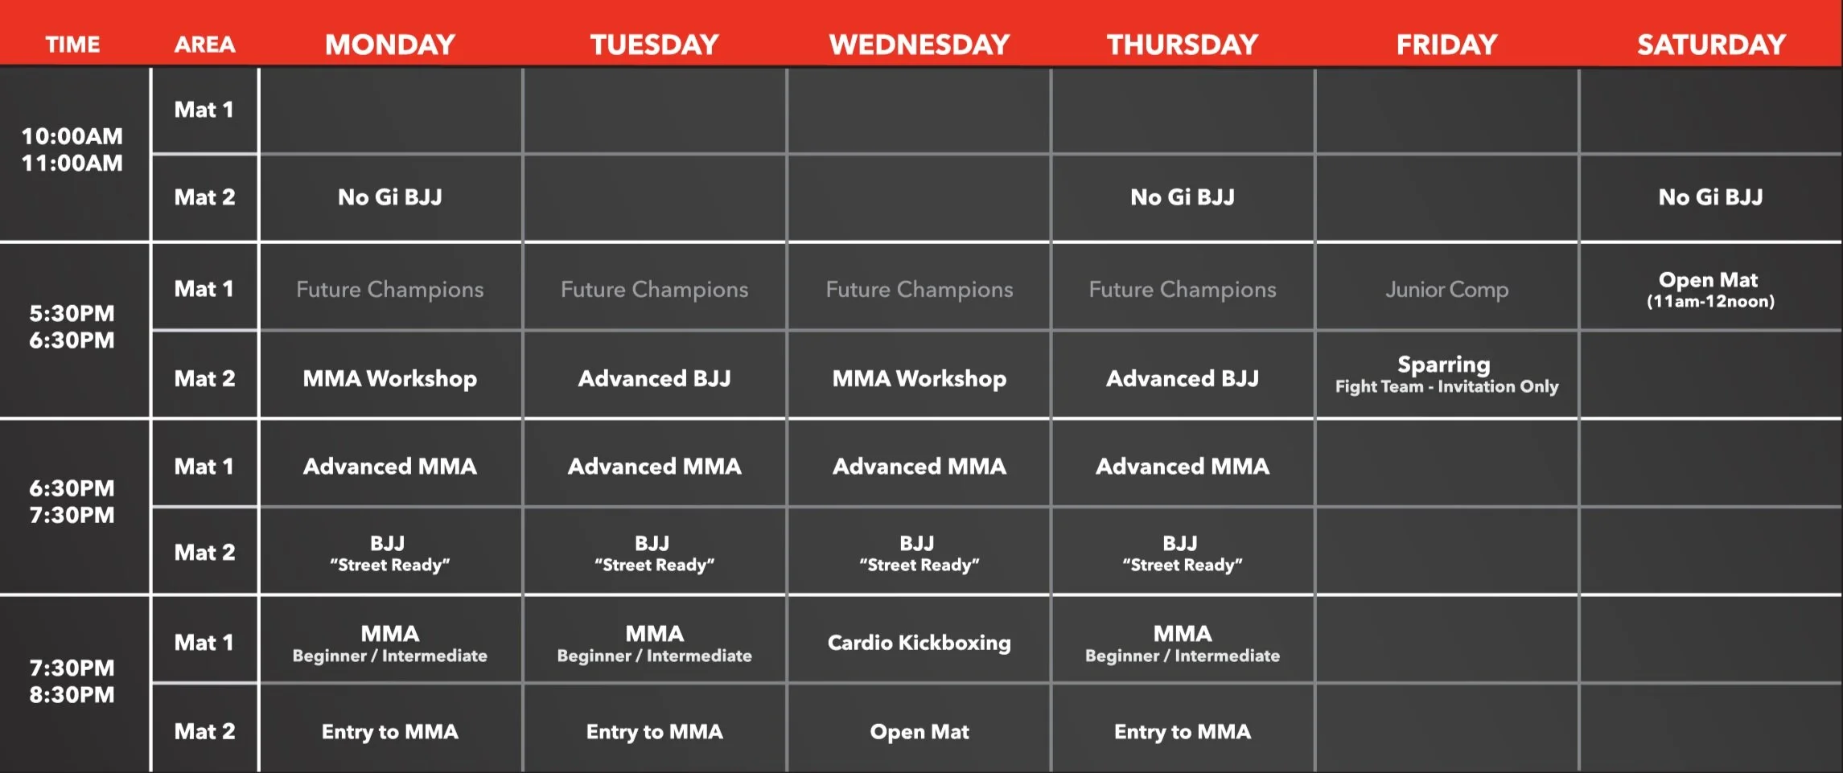 TIME AREA MONDAY TUESDAY WEDNESDAY THURSDAY FRIDAY SATURDAY
10:00AM
11:00AM
Mat 1
Mat 2 No Gi BJJ No Gi BJJ No Gi BJJ
5:30PM
6:30PM
Mat 1 Future Champions Future Champions Future Champions Future Champions Junior Comp Open Mat
(11am-12noon)
Mat 2 MMA Workshop Advanced BJJ MMA Workshop Advanced BJJ Sparring
Fight Team - Invitation Only
6:30PM
7:30PM
Mat 1 Advanced MMA Advanced MMA Advanced MMA Advanced MMA
Mat 2 BJJ BJJ BJJ BJJ
“Street Ready” “Street Ready” “Street Ready” “Street Ready”
7:30PM
8:30PM
Mat 1 MMA MMA Cardio Kickboxing MMA
Beginner / Intermediate Beginner / Intermediate Beginner / Intermediate
Mat 2 Entry to MMA Entry to MMA Open Mat Entry to MMA